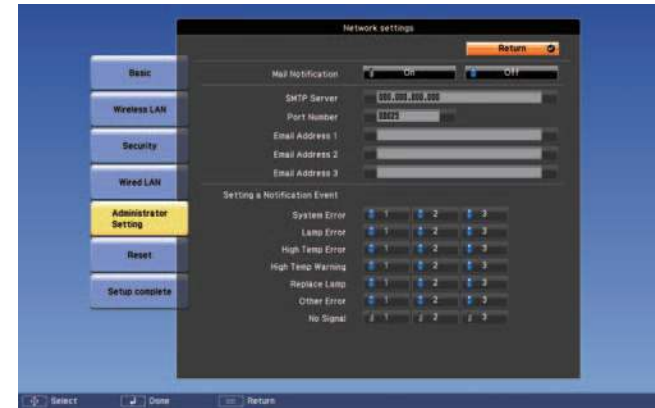 Network settings
Return
Basic
Wireless LAN
Security
Wired LAN
Administrator
Setting
Reset
Setup complete
Mail Notification On Off
SMTP Server 000.000.000.000
Port Number 00025
Email Address 1
Email Address 2
Email Address 3
Setting a Notification Event
System Error 1 2 3
Lamp Error 1 2 3
High Temp Error 1 2 3
High Temp Warning 1 2 3
Replace Lamp 1 2 3
Other Error 1 2 3
No Signal 1 2 3
Select Done Return